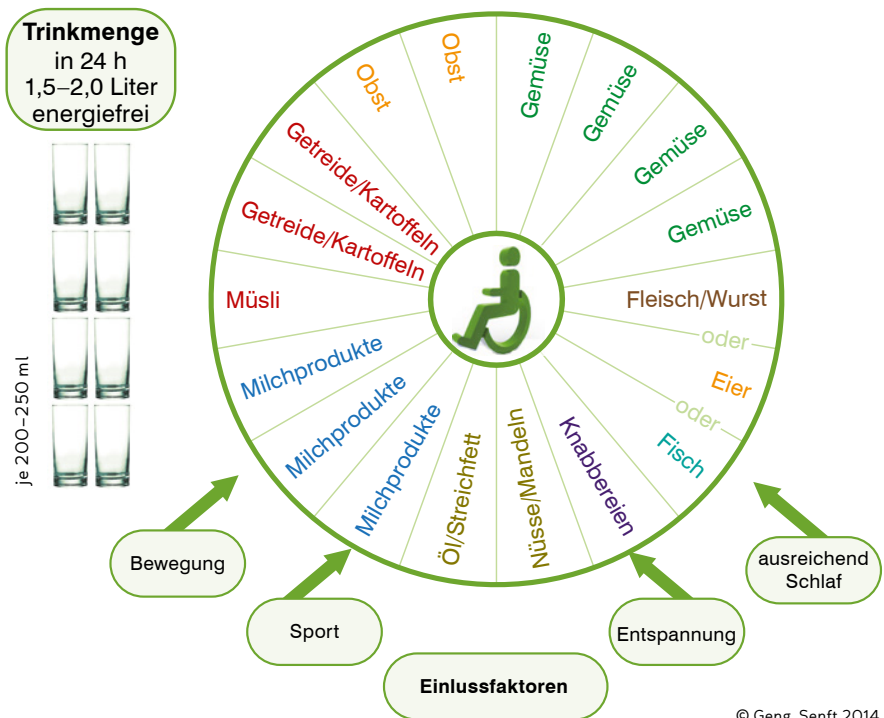 Trinkmenge
in 24 h
1,5–2,0 Liter
energiefrei
je 200–250 ml
Obst
Obst
Gemüse
Gemüse
Gemüse
Gemüse
Fleisch/Wurst
oder
Eier
oder
Fisch
Knabbereien
Nüsse/Mandeln
Öl/Streichfett
Milchprodukte
Milchprodukte
Milchprodukte
Müsli
Getreide/Kartoffeln
Getreide/Kartoffeln
Bewegung
Sport
Entspannung
ausreichend
Schlaf
Einlussfaktoren
© Geng, Senft 2014